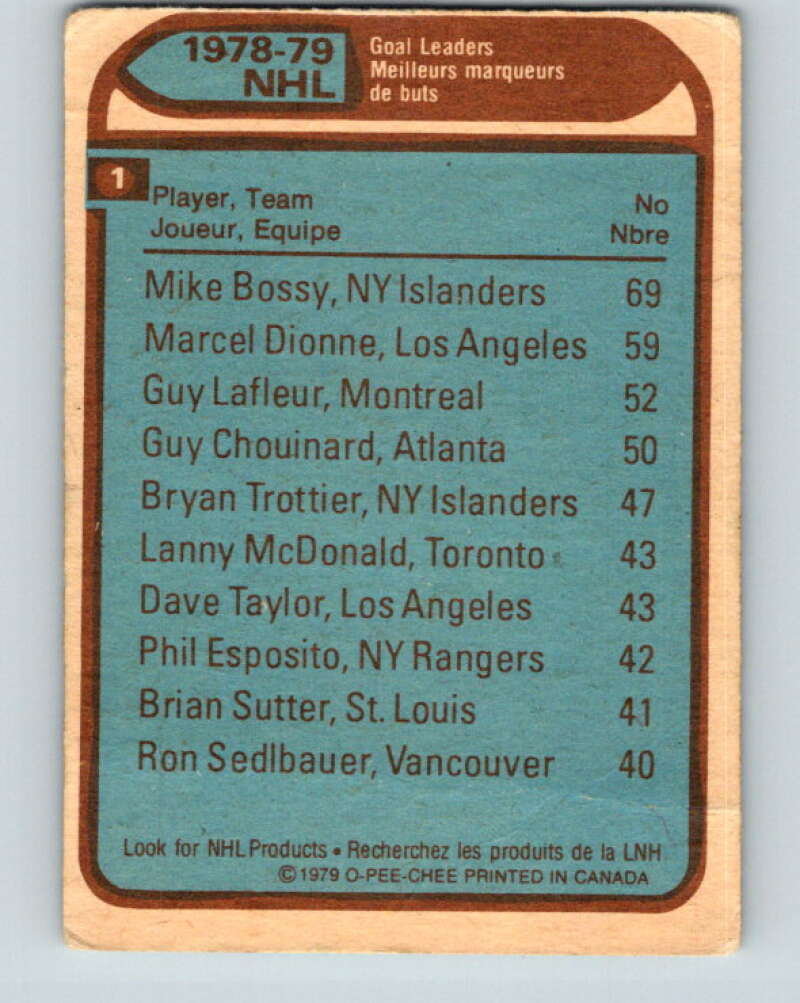 1978-79
NHL
Goal Leaders
Meilleurs marqueurs
de buts
1
Player, Team No
Joueur, Equipe Nbre
Mike Bossy, NY Islanders 69
Marcel Dionne, Los Angeles 59
Guy Lafleur, Montreal 52
Guy Chouinard, Atlanta 50
Bryan Trottier, NY Islanders 47
Lanny McDonald, Toronto 43
Dave Taylor, Los Angeles 43
Phil Esposito, NY Rangers 42
Brian Sutter, St. Louis 41
Ron Sedlbauer, Vancouver 40
Look for NHL Products • Recherchez les produits de la LNH
©1979 O-PEE-CHEE PRINTED IN CANADA